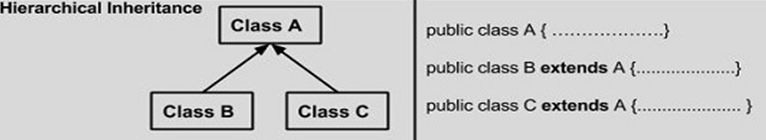 Hierarchical Inheritance
Class A
Class B
Class C
public class A { ....................}
public class B extends A {....................}
public class C extends A {..................... }